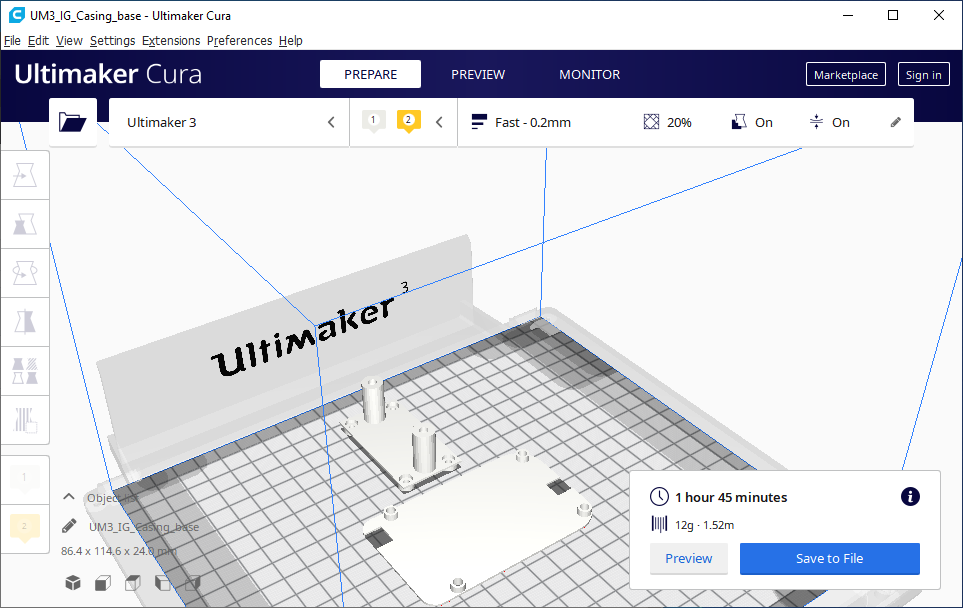 UM3_IG_Casing_base - Ultimaker Cura
File Edit View Settings Extensions Preferences Help
Ultimaker Cura
PREPARE
PREVIEW
MONITOR
Marketplace
Sign in
Ultimaker 3
1
2
Fast - 0.2mm
20%
On
On
Ultimaker 3
1
2
Object list
UM3_IG_Casing_base
86.4 x 114.6 x 24.0 mm
1 hour 45 minutes
i
12g · 1.52m
Preview
Save to File